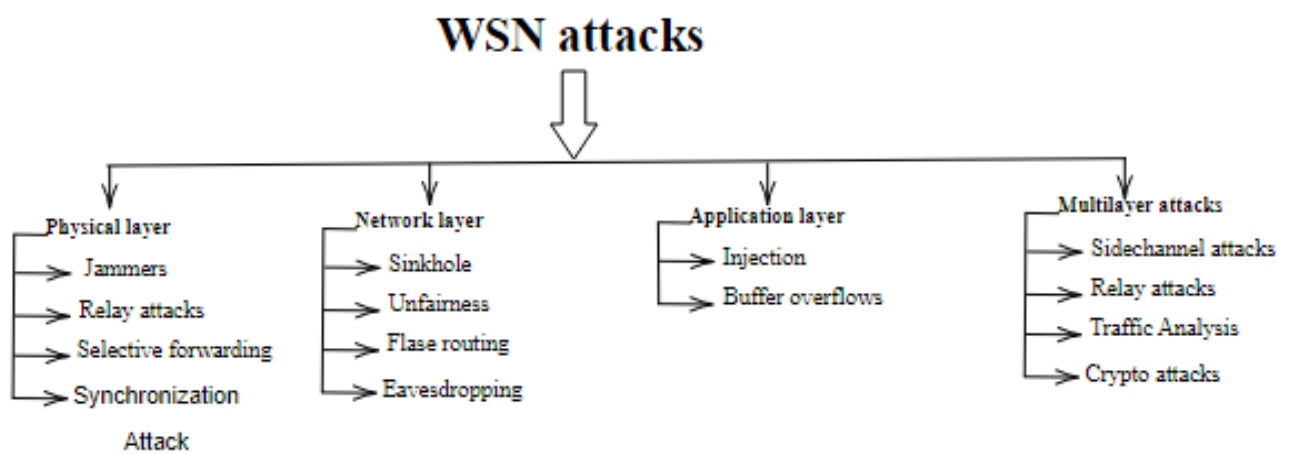 WSN attacks
Physical layer
Jammers
Relay attacks
Selective forwarding
Synchronization
Attack
Network layer
Sinkhole
Unfairness
Flase routing
Eavesdropping
Application layer
Injection
Buffer overflows
Multilayer attacks
Sidechannel attacks
Relay attacks
Traffic Analysis
Crypto attacks